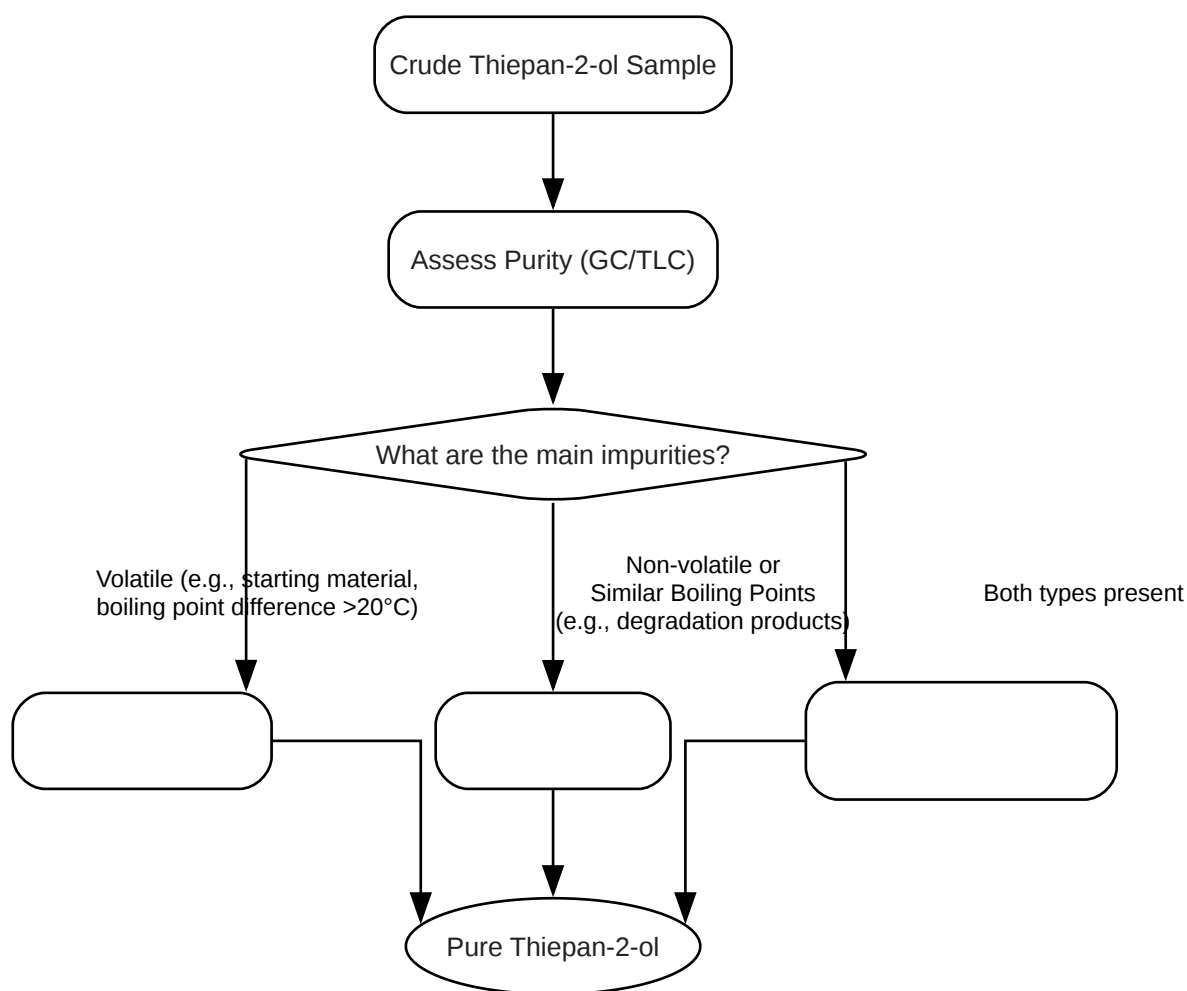 Crude Thiepan-2-ol Sample
Assess Purity (GC/TLC)
What are the main impurities?
Volatile (e.g., starting material,
boiling point difference >20°C)
Non-volatile or
Similar Boiling Points
(e.g., degradation products)
Both types present
Pure Thiepan-2-ol